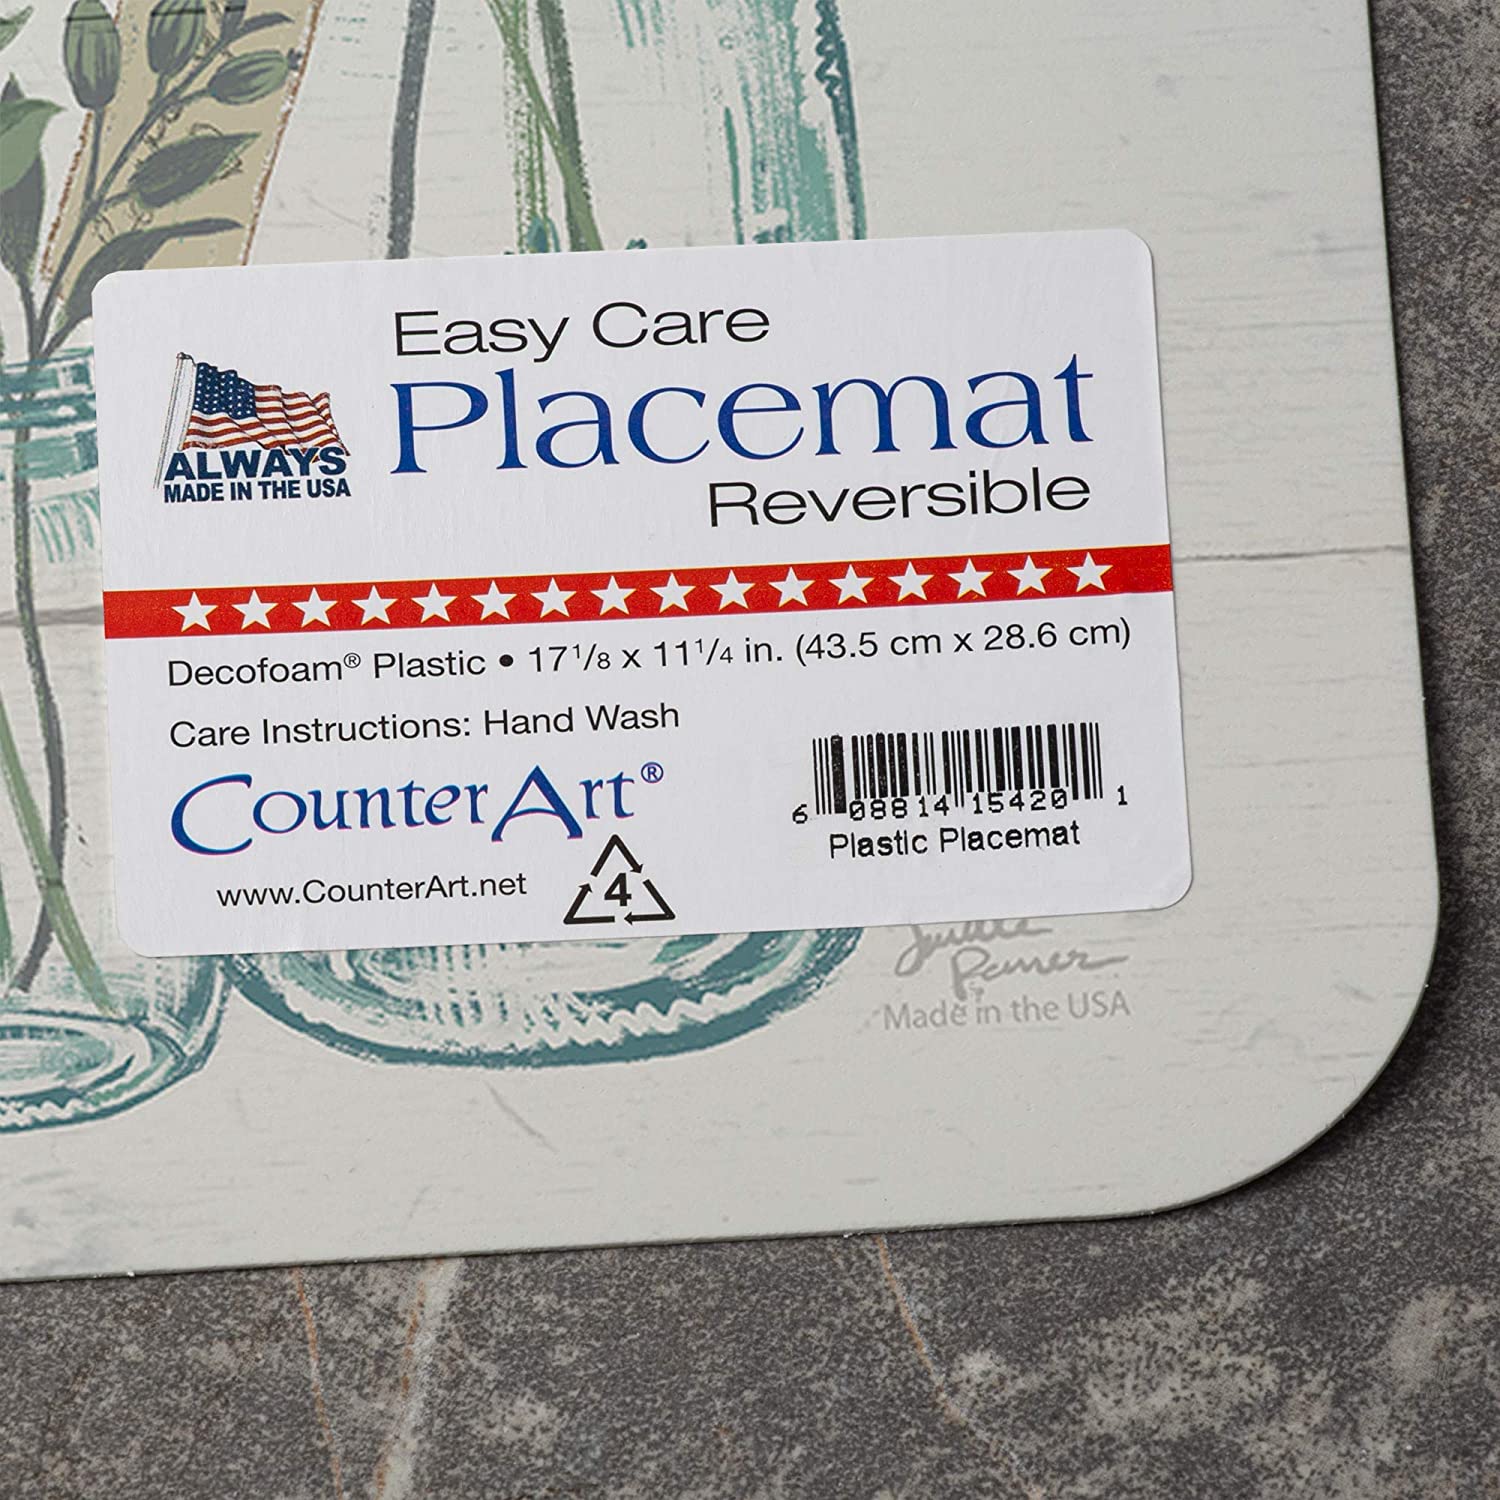 Easy Care
Placemat
Reversible
ALWAYS
MADE IN THE USA
Decofoam® Plastic • 17 1/8 x 11 1/4 in. (43.5 cm x 28.6 cm)
Care Instructions: Hand Wash
CounterArt®
www.CounterArt.net
4
6 08814 15420 1
Plastic Placemat
Made in the USA